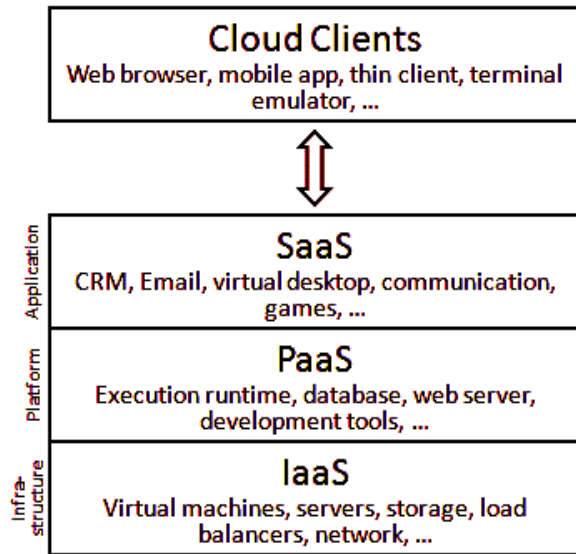 Cloud Clients
Web browser, mobile app, thin client, terminal
emulator, ...
Application
SaaS
CRM, Email, virtual desktop, communication,
games, ...
Platform
PaaS
Execution runtime, database, web server,
development tools, ...
Infra-
structure
IaaS
Virtual machines, servers, storage, load
balancers, network, ...